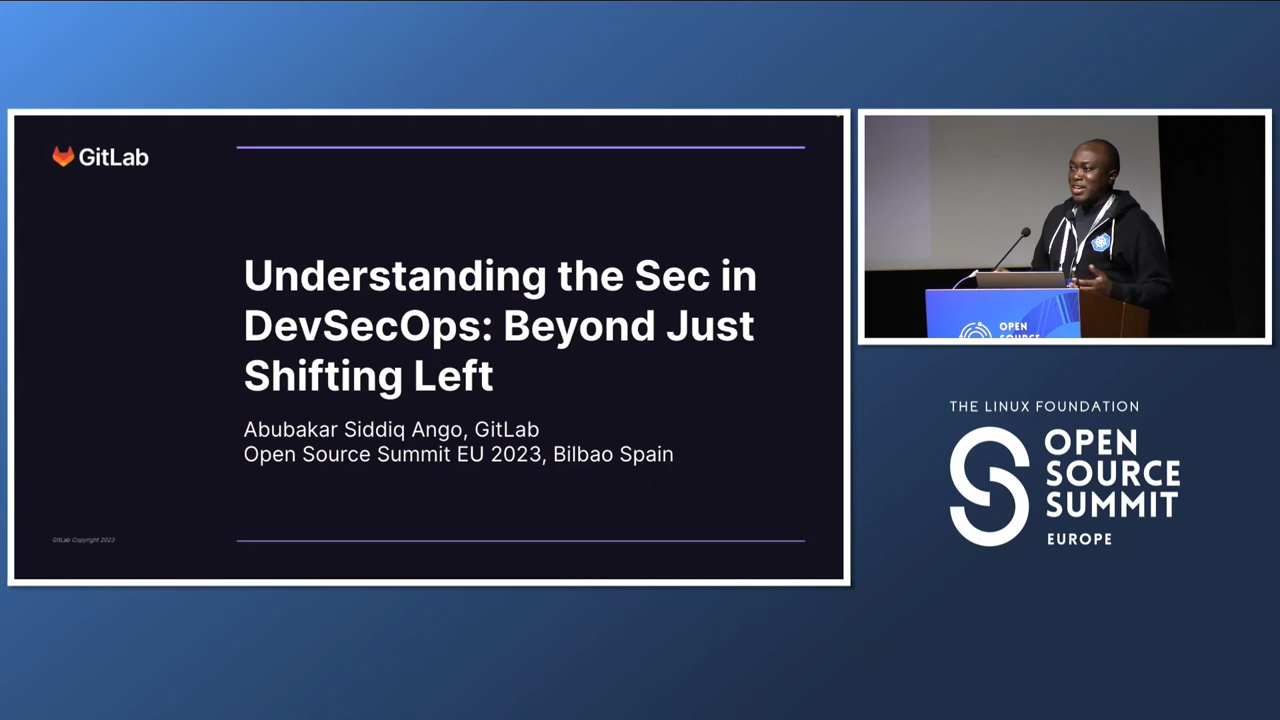 GitLab
Understanding the Sec in
DevSecOps: Beyond Just
Shifting Left
Abubakar Siddiq Ango, GitLab
Open Source Summit EU 2023, Bilbao Spain
GitLab Copyright 2023
OPEN
SOURCE
THE LINUX FOUNDATION
OPEN
SOURCE
SUMMIT
EUROPE